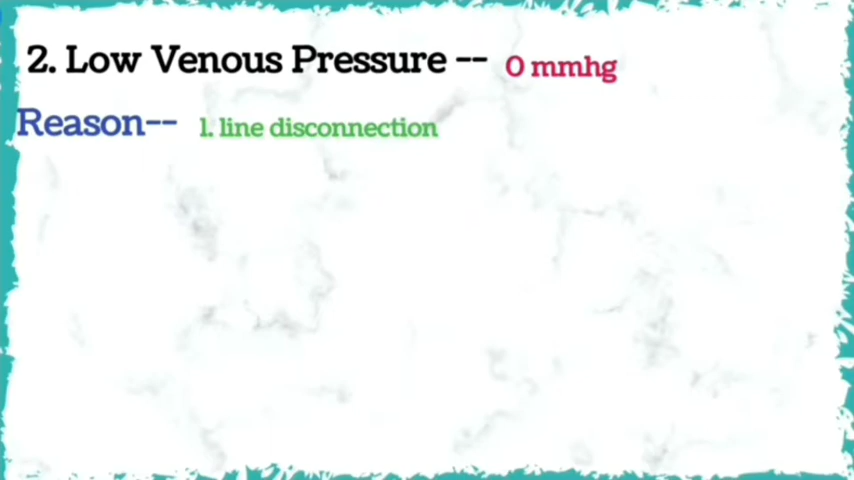 2. Low Venous Pressure -- 0 mmhg
Reason-- 1. line disconnection